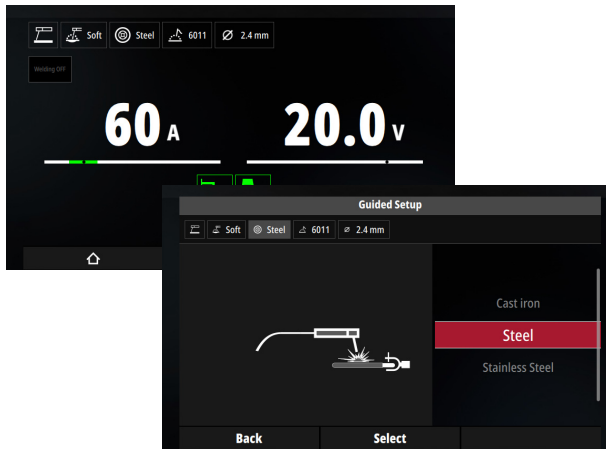 Soft Steel 6011 2.4 mm
Welding OFF
60 A 20.0 V
Guided Setup
Soft Steel 6011 2.4 mm
Cast iron
Steel
Stainless Steel
Back Select